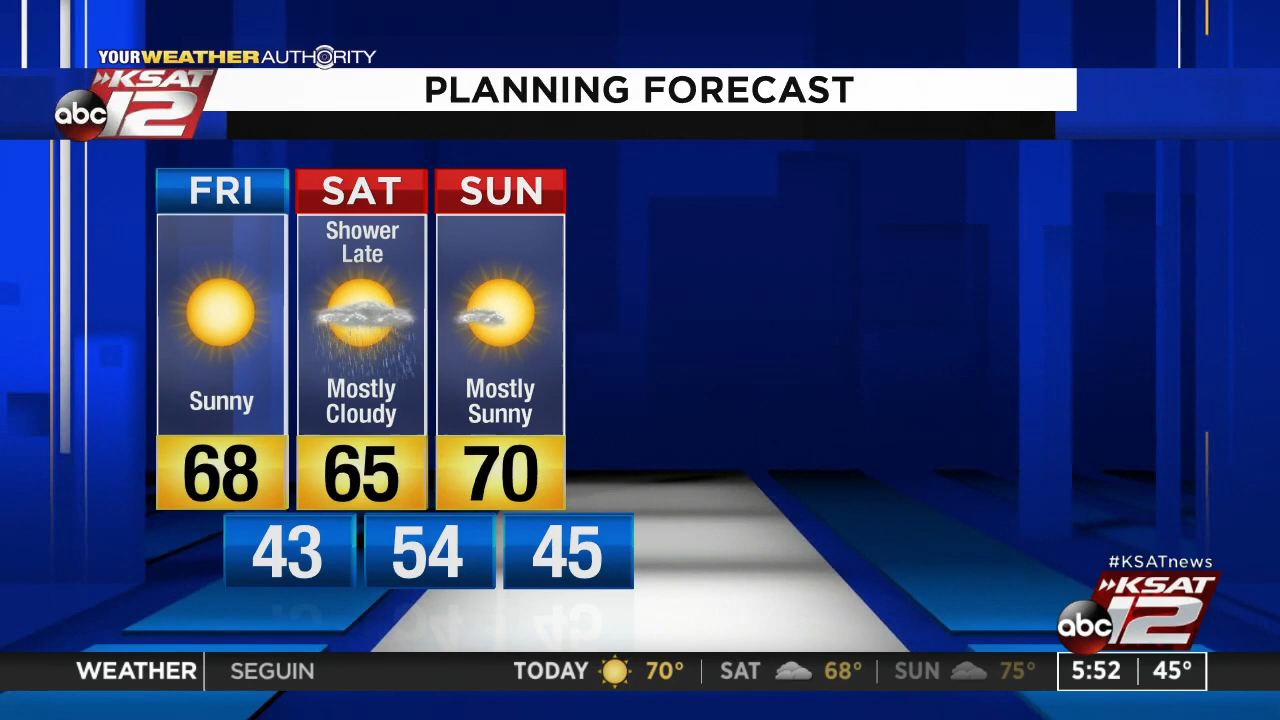 YOURWEATHERAUTHORITY
KSAT
abc 12
PLANNING FORECAST
FRI SAT SUN
Shower
Late
Sunny
Mostly
Cloudy
Mostly
Sunny
68 65 70
43 54 45
#KSATnews
KSAT
abc 12
WEATHER SEGUIN TODAY 70° SAT 68° SUN 75° 5:52 45°